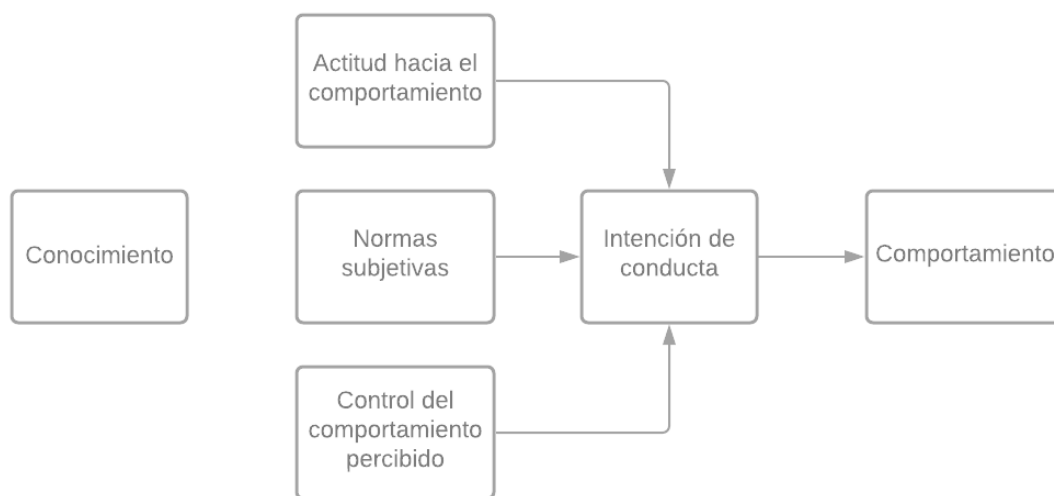 Actitud hacia el
comportamiento
Conocimiento
Normas
subjetivas
Intención de
conducta
Comportamiento
Control del
comportamiento
percibido